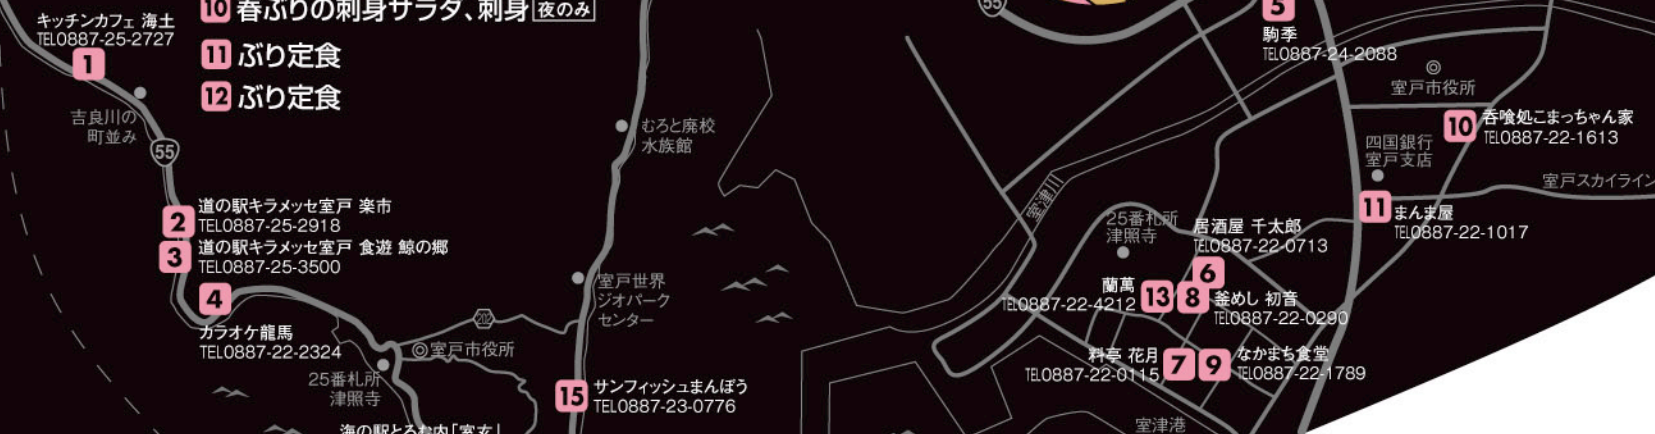 キッチンカフェ 海土
TEL0887-25-2727
1
10 春ぶりの刺身サラダ、刺身 夜のみ
11 ぶり定食
12 ぶり定食
吉良川の
町並み
55
2
道の駅キラメッセ室戸 楽市
TEL0887-25-2918
3
道の駅キラメッセ室戸 食遊 鯨の郷
TEL0887-25-3500
4
カラオケ龍馬
TEL0887-22-2324
202
室戸市役所
25番札所
津照寺
海の駅とろむ内「室玄」
むろと廃校
水族館
室戸世界
ジオパーク
センター
15
サンフィッシュまんぼう
TEL0887-23-0776
55
5
駒季
TEL0887-24-2088
室戸市役所
10
呑喰処こまっちゃん家
TEL0887-22-1613
四国銀行
室戸支店
室戸スカイライン
11
まんま屋
TEL0887-22-1017
室津川
25番札所
津照寺
居酒屋 千太郎
TEL0887-22-0713
6
蘭萬
TEL0887-22-4212
13
8
釜めし 初音
TEL0887-22-0290
料亭 花月
TEL0887-22-0115
7
9
なかまち食堂
TEL0887-22-1789
室津港